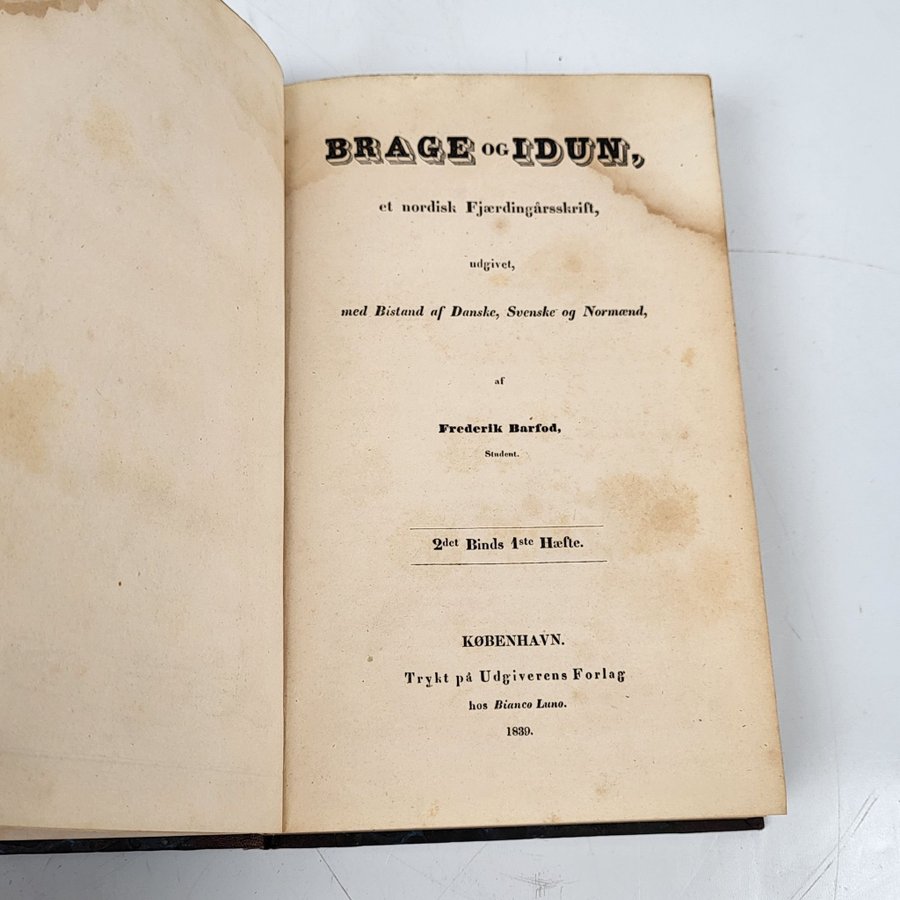 BRAGE OG IDUN,
et nordisk Fjærdingårsskrift,
udgivet,
med Bistand af Danske, Svenske og Normænd,
af
Frederik Barfod,
Student.
2det Binds 1ste Hæfte.
KØBENHAVN.
Trykt på Udgiverens Forlag
hos Bianco Luno.
1839.